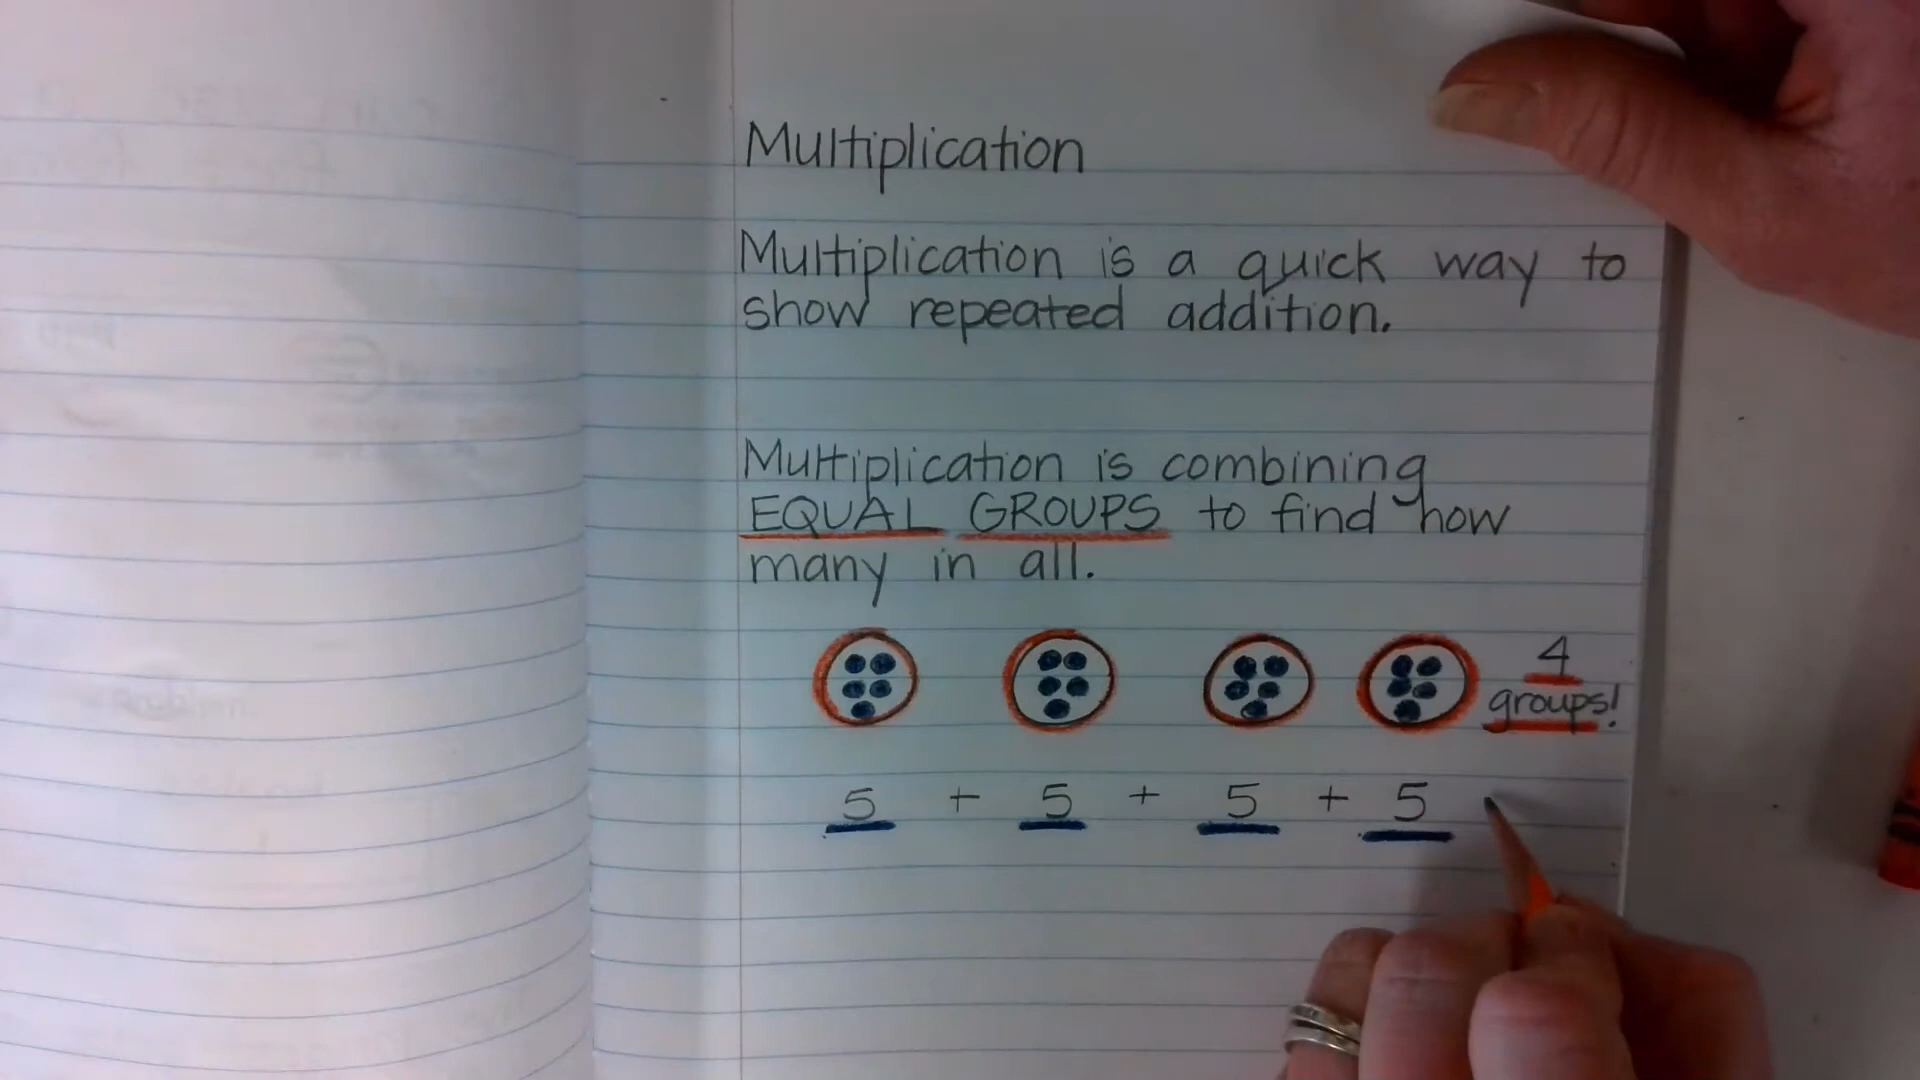 Multiplication
Multiplication is a quick way to
show repeated addition.
Multiplication is combining
EQUAL GROUPS to find how
many in all.
4
groups!
5 + 5 + 5 + 5